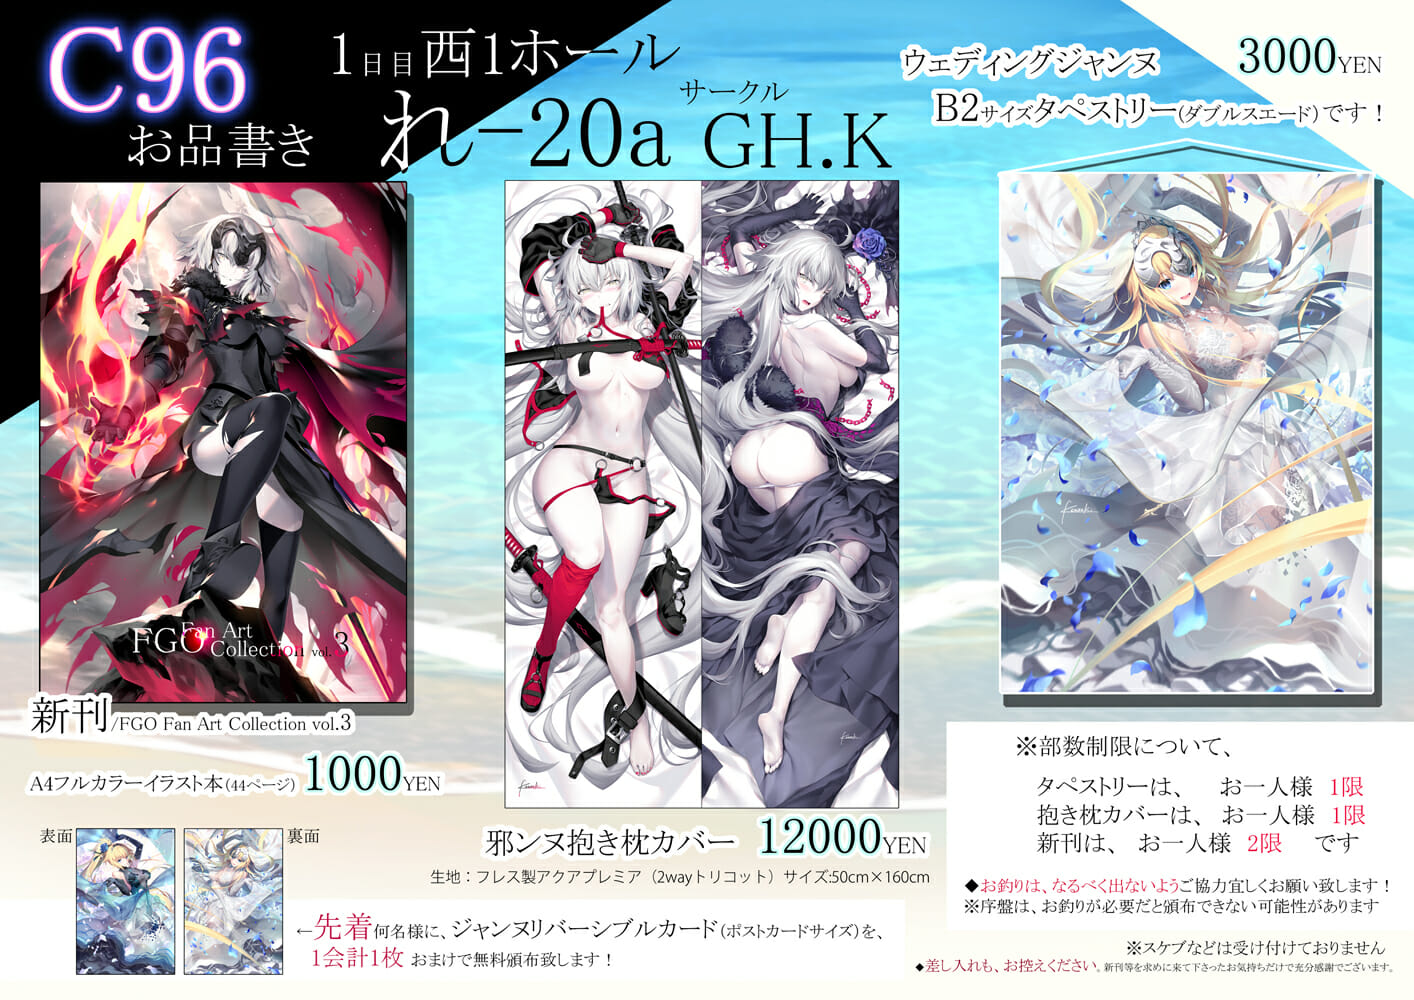 C96
お品書き
1日目西1ホール
れ-20a
サークル
GH.K
ウェディングジャンヌ 3000YEN
B2サイズタペストリー(ダブルスエード)です！
FGO Fan Art Collection vol. 3
新刊/FGO Fan Art Collection vol.3
A4フルカラーイラスト本(44ページ) 1000YEN
邪ンヌ抱き枕カバー 12000YEN
生地：フレス製アクアプレミア（2wayトリコット）サイズ:50cm×160cm
表面
裏面
←先着何名様に、ジャンヌリバーシブルカード(ポストカードサイズ)を、
1会計1枚 おまけで無料頒布致します！
※部数制限について、
タペストリーは、 お一人様 1限
抱き枕カバーは、 お一人様 1限
新刊は、 お一人様 2限 です
◆お釣りは、なるべく出ないようご協力宜しくお願い致します！
※序盤は、お釣りが必要だと頒布できない可能性があります
※スケブなどは受け付けておりません
◆差し入れも、お控えください。新刊等を求めに来て下さったお気持ちだけで充分感謝でございます。